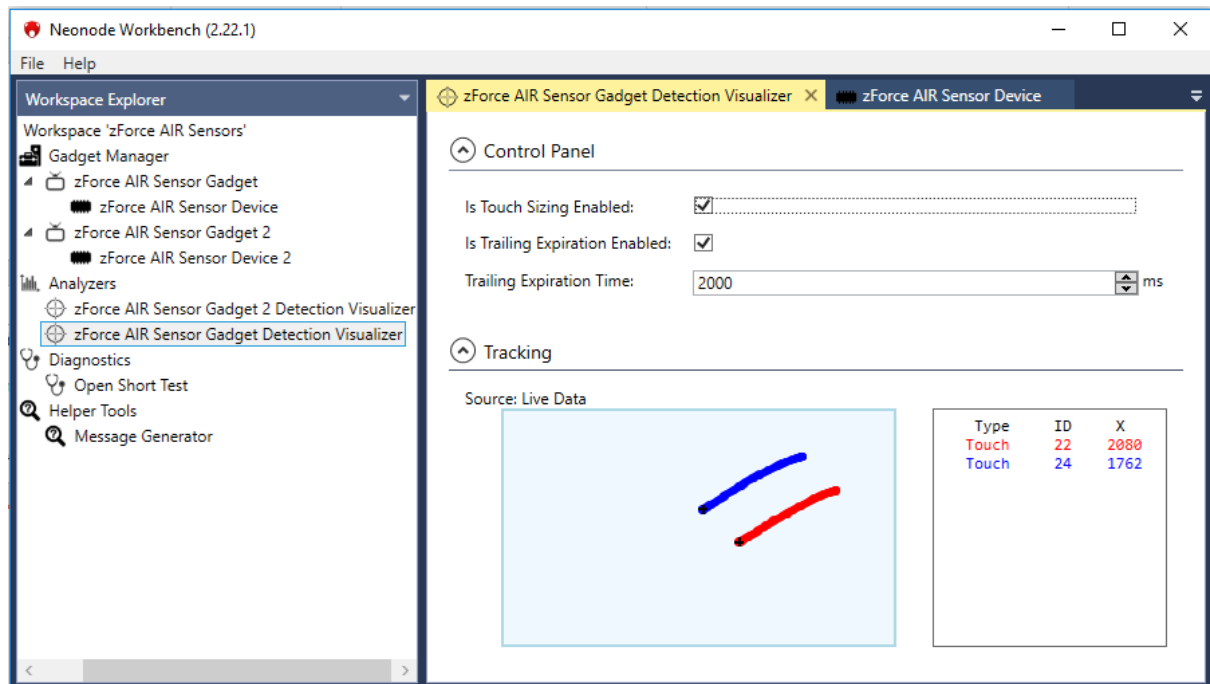 Neonode Workbench (2.22.1)
File Help
Workspace Explorer
Workspace 'zForce AIR Sensors'
Gadget Manager
zForce AIR Sensor Gadget
zForce AIR Sensor Device
zForce AIR Sensor Gadget 2
zForce AIR Sensor Device 2
Analyzers
zForce AIR Sensor Gadget 2 Detection Visualizer
zForce AIR Sensor Gadget Detection Visualizer
Diagnostics
Open Short Test
Helper Tools
Message Generator
zForce AIR Sensor Gadget Detection Visualizer
zForce AIR Sensor Device
Control Panel
Is Touch Sizing Enabled:
Is Trailing Expiration Enabled:
Trailing Expiration Time: 2000 ms
Tracking
Source: Live Data
Type ID X
Touch 22 2080
Touch 24 1762